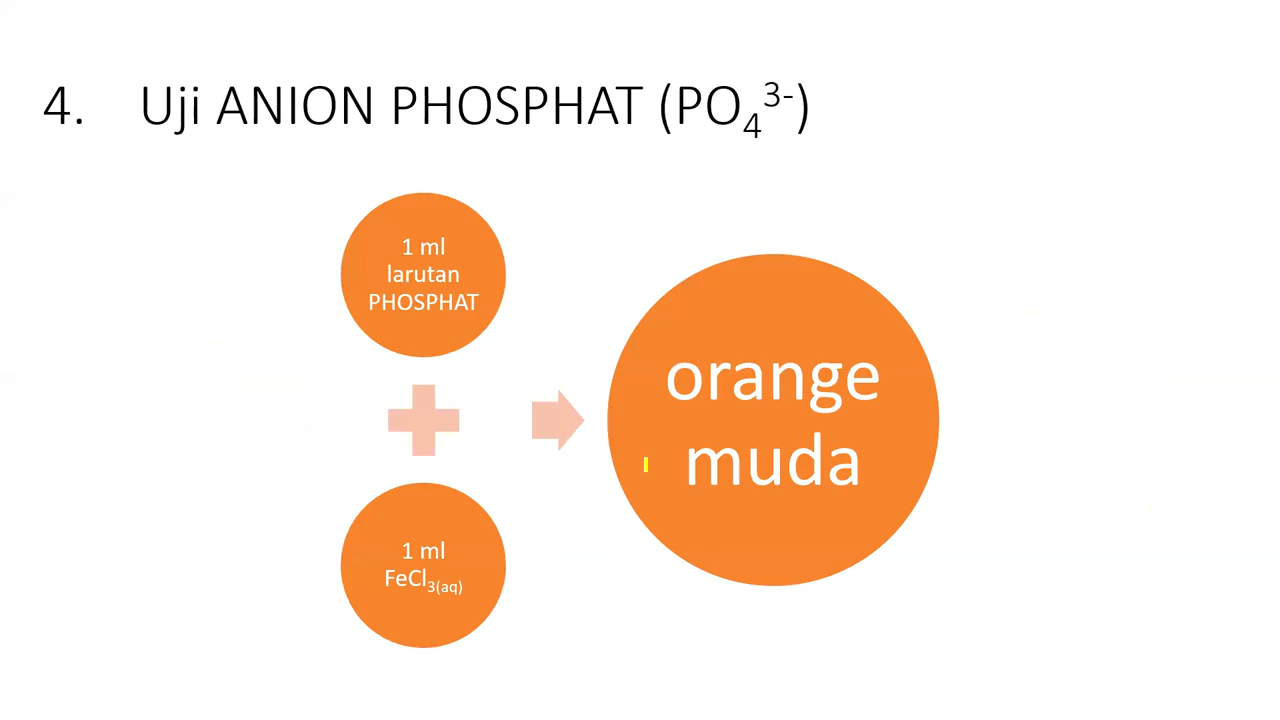 4. Uji ANION PHOSPHAT (PO₄³⁻)
1 ml
larutan
PHOSPHAT
1 ml
FeCl₃₍aq₎
orange
muda